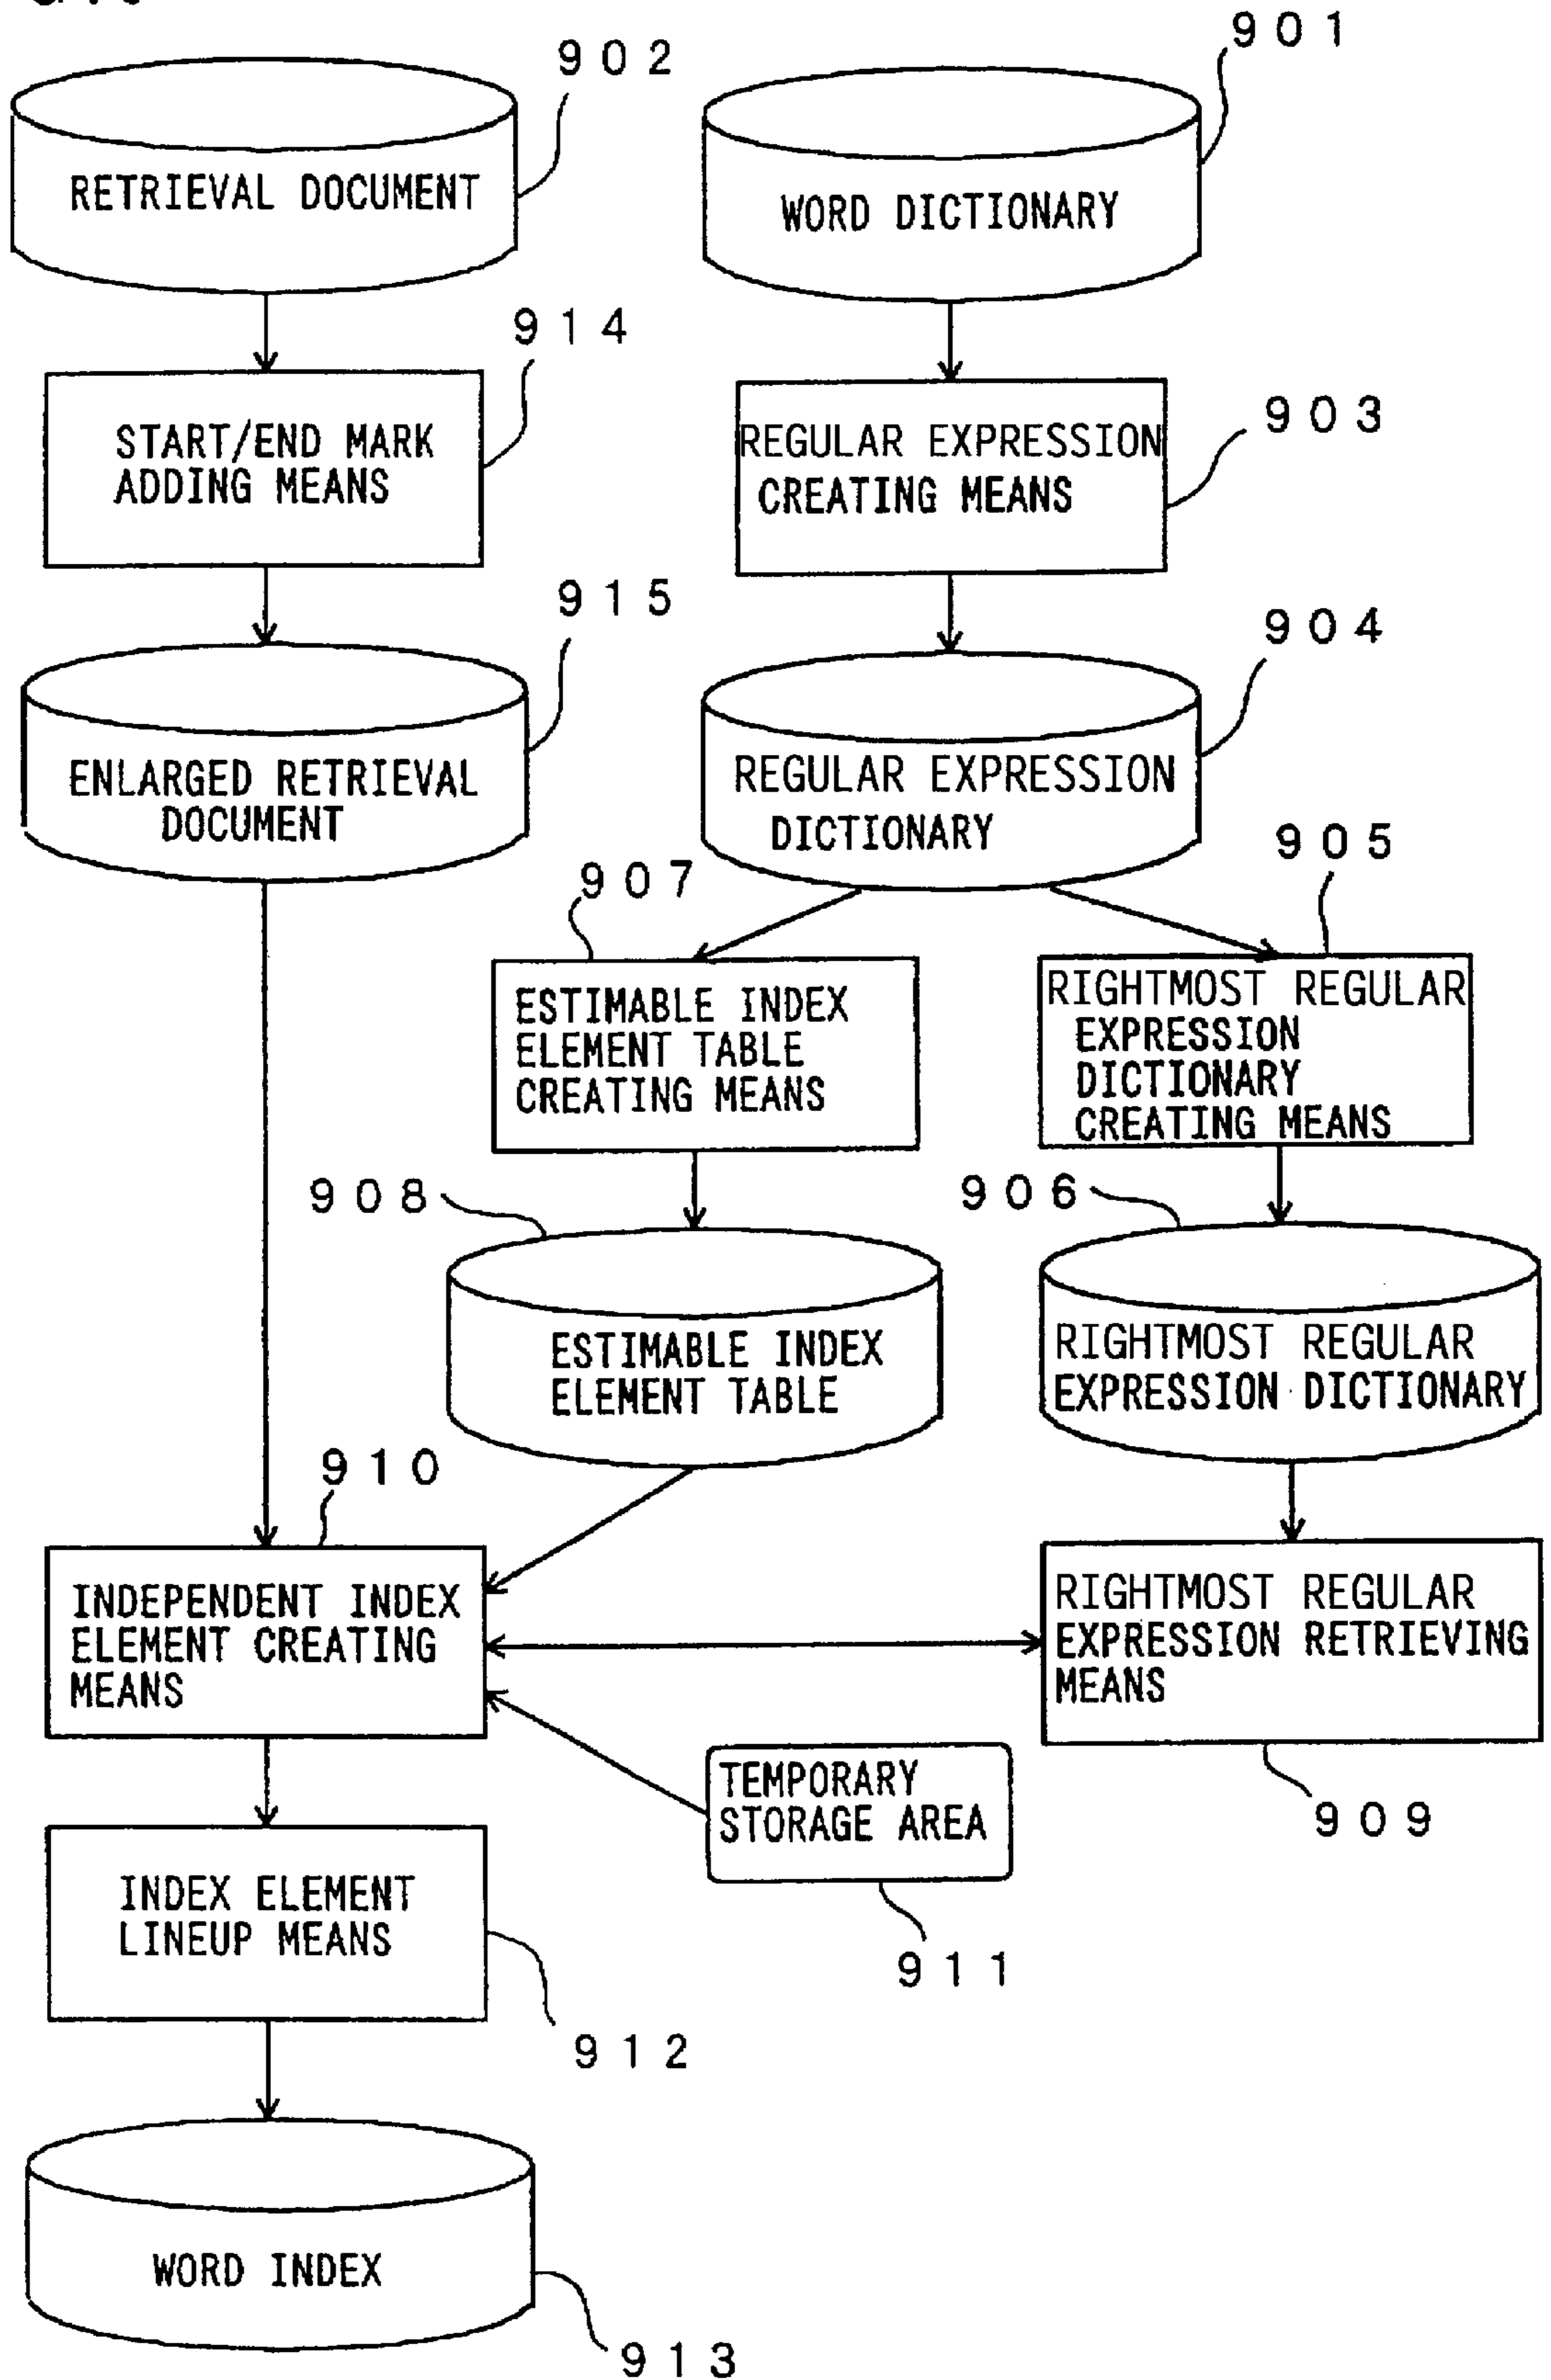 901
902
RETRIEVAL DOCUMENT
WORD DICTIONARY
914
START/END MARK
ADDING MEANS
903
REGULAR EXPRESSION
CREATING MEANS
915
904
ENLARGED RETRIEVAL
DOCUMENT
REGULAR EXPRESSION
DICTIONARY
905
907
ESTIMABLE INDEX
ELEMENT TABLE
CREATING MEANS
RIGHTMOST REGULAR
EXPRESSION
DICTIONARY
CREATING MEANS
908
906
ESTIMABLE INDEX
ELEMENT TABLE
RIGHTMOST REGULAR
EXPRESSION DICTIONARY
910
INDEPENDENT INDEX
ELEMENT CREATING
MEANS
RIGHTMOST REGULAR
EXPRESSION RETRIEVING
MEANS
TEMPORARY
STORAGE AREA
909
INDEX ELEMENT
LINEUP MEANS
911
912
WORD INDEX
913